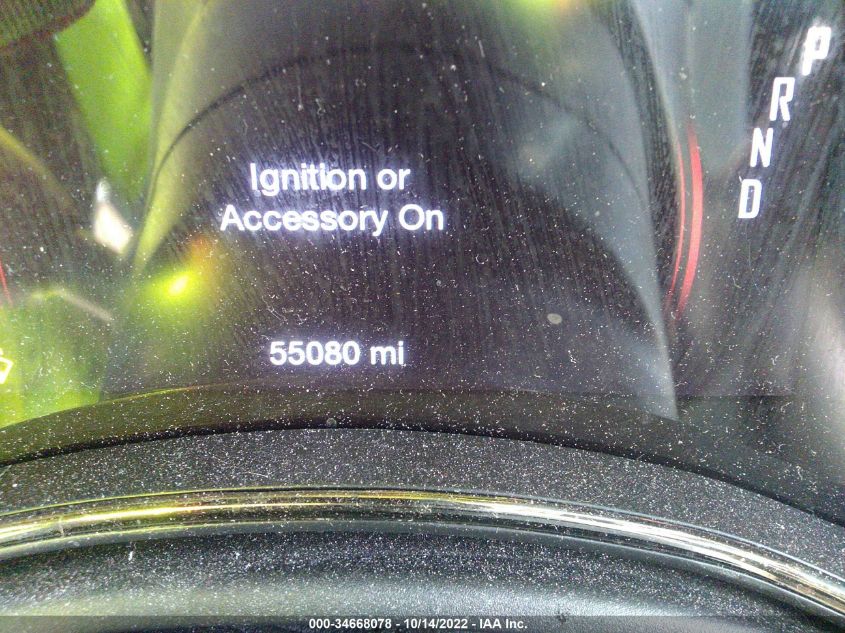 P
R
N
D
Ignition or
Accessory On
55080 mi
000-34668078 - 10/14/2022 - IAA Inc.